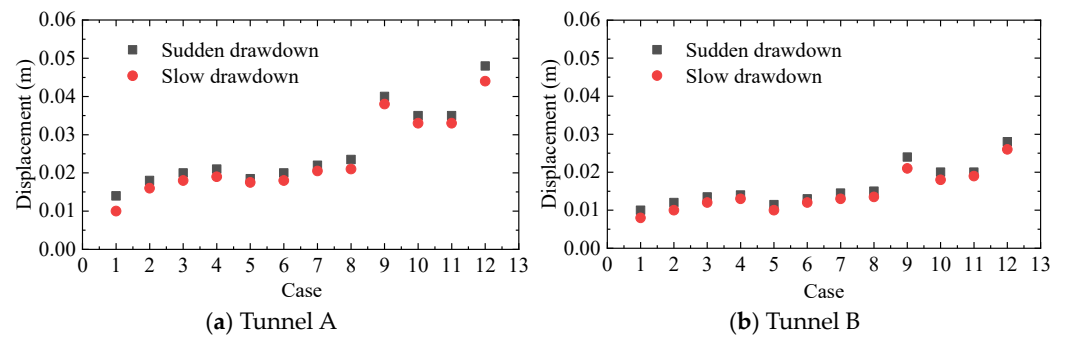 0.06
0.05
0.04
0.03
0.02
0.01
0.00
Displacement (m)
Sudden drawdown
Slow drawdown
0 1 2 3 4 5 6 7 8 9 10 11 12 13
Case
(a) Tunnel A
0.06
0.05
0.04
0.03
0.02
0.01
0.00
Displacement (m)
Sudden drawdown
Slow drawdown
0 1 2 3 4 5 6 7 8 9 10 11 12 13
Case
(b) Tunnel B